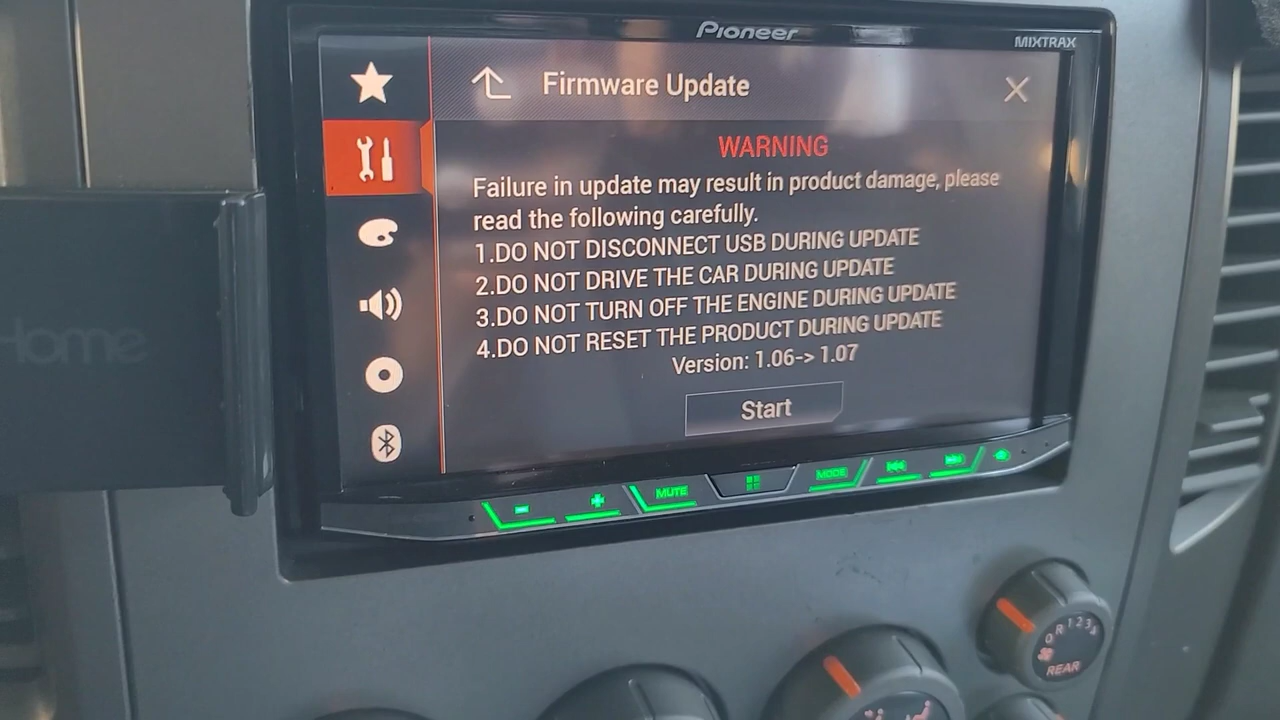 Pioneer
MIXTRAX
Firmware Update
WARNING
Failure in update may result in product damage, please
read the following carefully.
1.DO NOT DISCONNECT USB DURING UPDATE
2.DO NOT DRIVE THE CAR DURING UPDATE
3.DO NOT TURN OFF THE ENGINE DURING UPDATE
4.DO NOT RESET THE PRODUCT DURING UPDATE
Version: 1.06-> 1.07
Start
MUTE
MODE
Home
O R 1 2 3
REAR